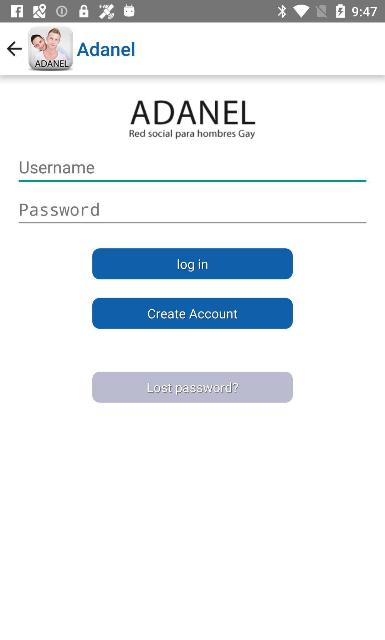 9:47
ADANEL
Adanel
ADANEL
Red social para hombres Gay
Username
Password
log in
Create Account
Lost password?